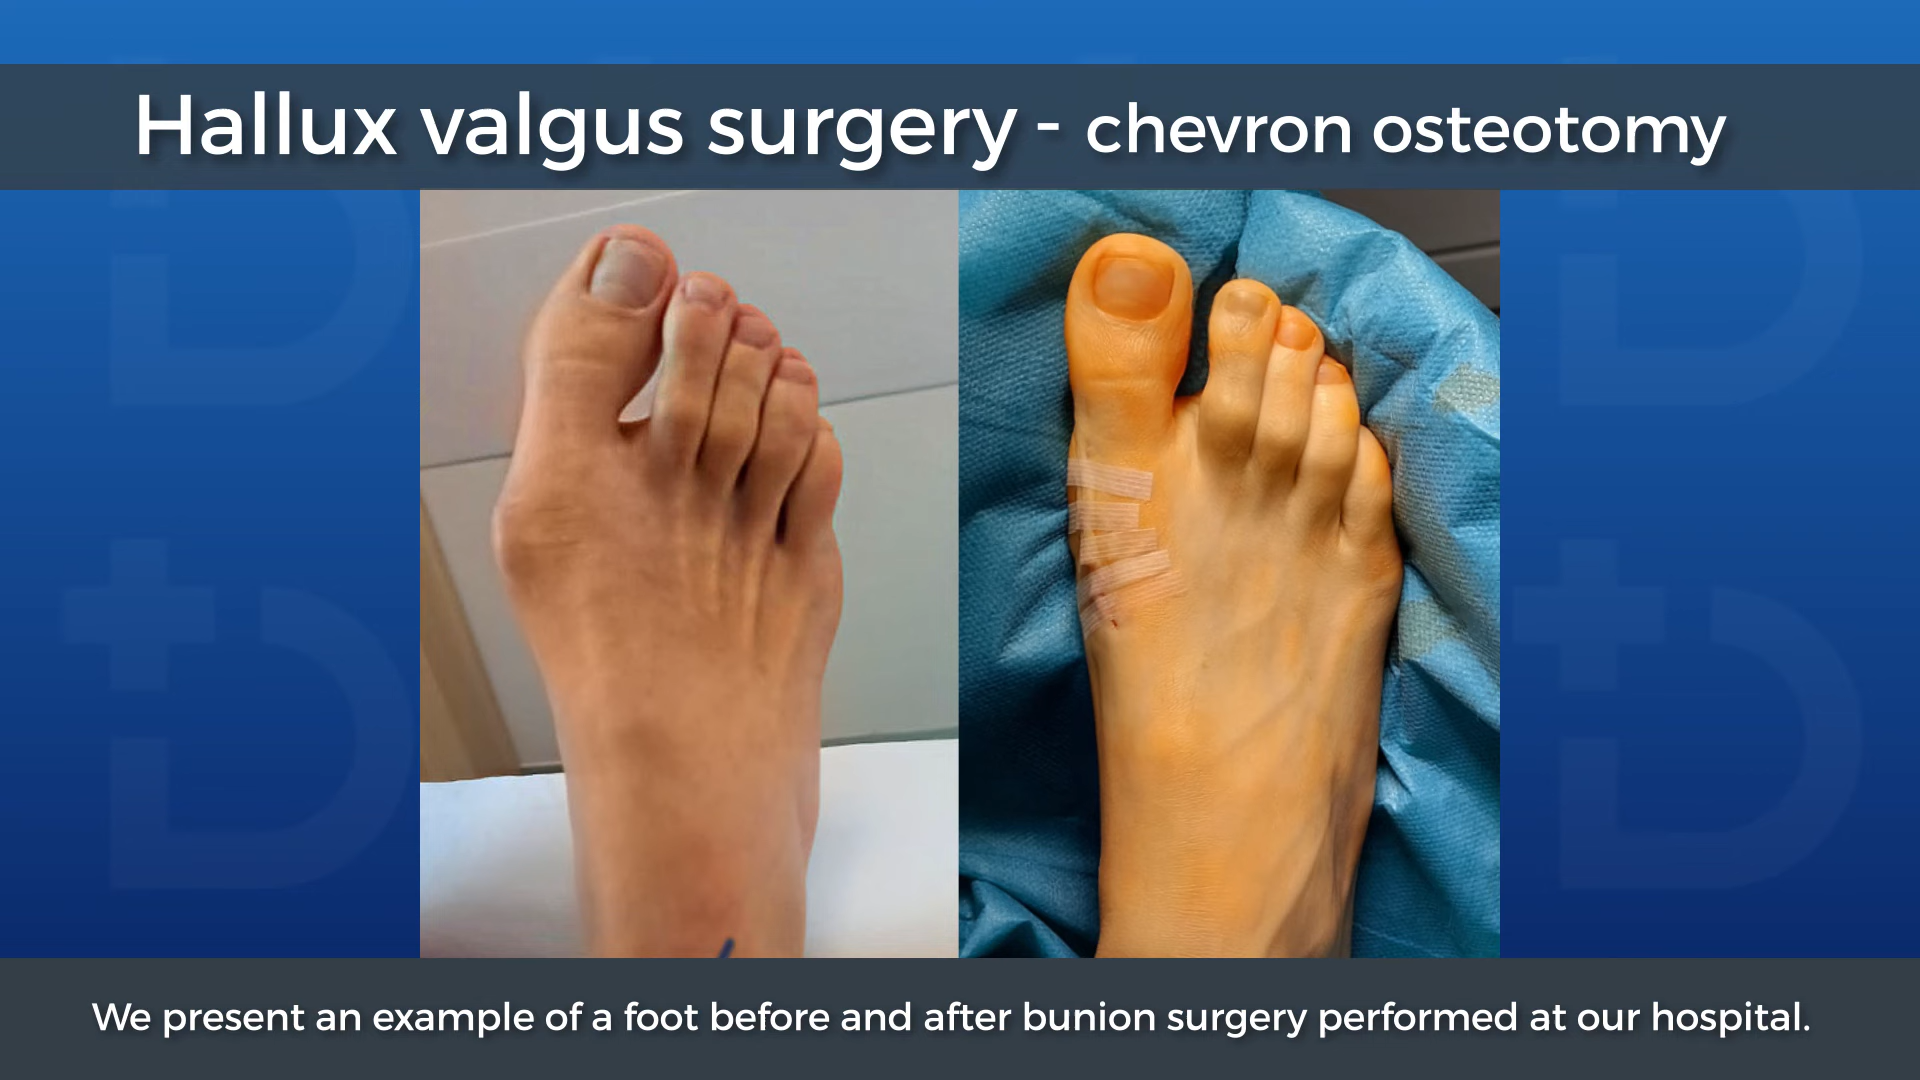 Hallux valgus surgery - chevron osteotomy
We present an example of a foot before and after bunion surgery performed at our hospital.